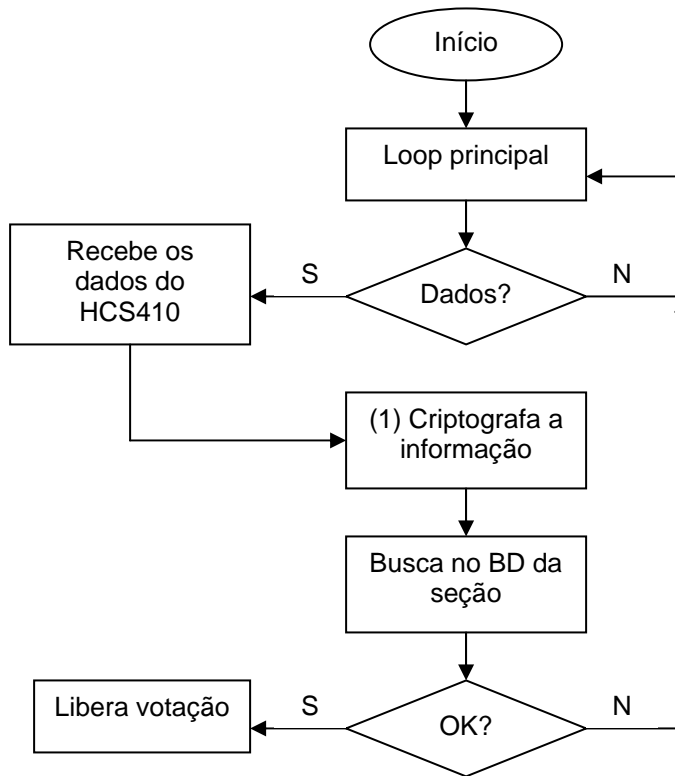 Início
Loop principal
Recebe os
dados do
HCS410
S
Dados?
N
(1) Criptografa a
informação
Busca no BD da
seção
Libera votação
S
OK?
N